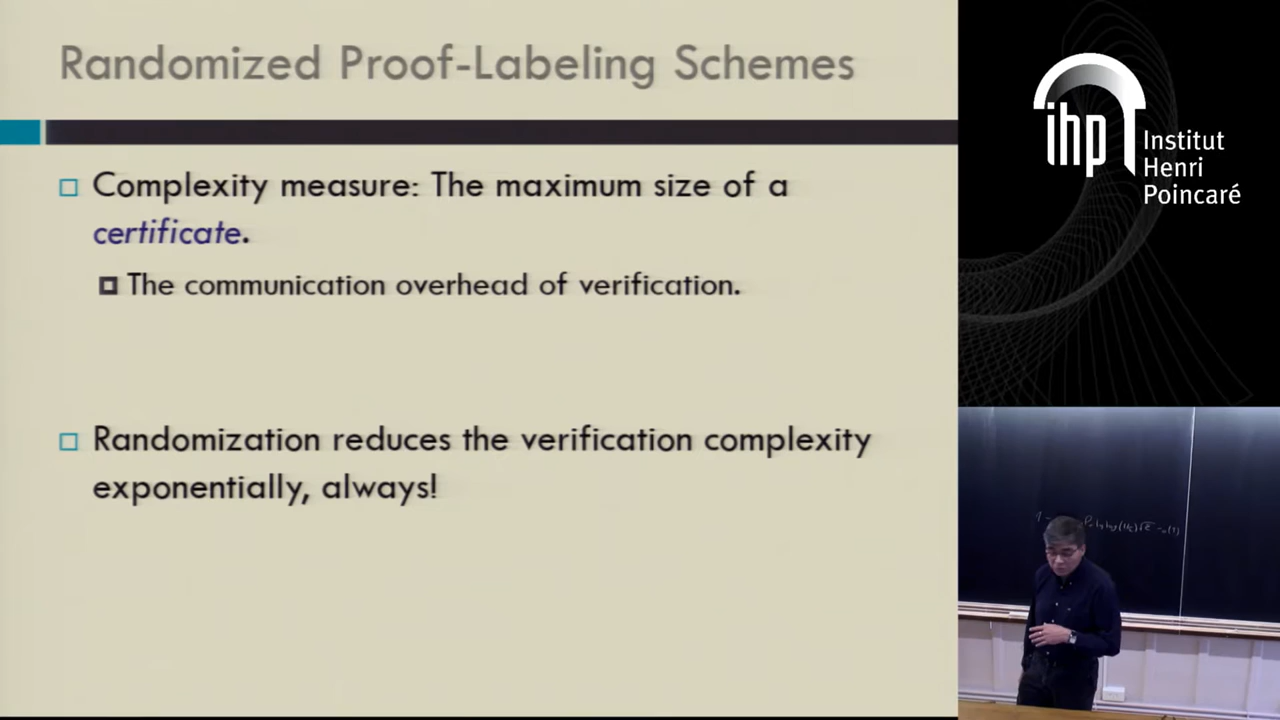 Randomized Proof-Labeling Schemes
Complexity measure: The maximum size of a
certificate.
The communication overhead of verification.
Randomization reduces the verification complexity
exponentially, always!
ihp
Institut
Henri
Poincaré